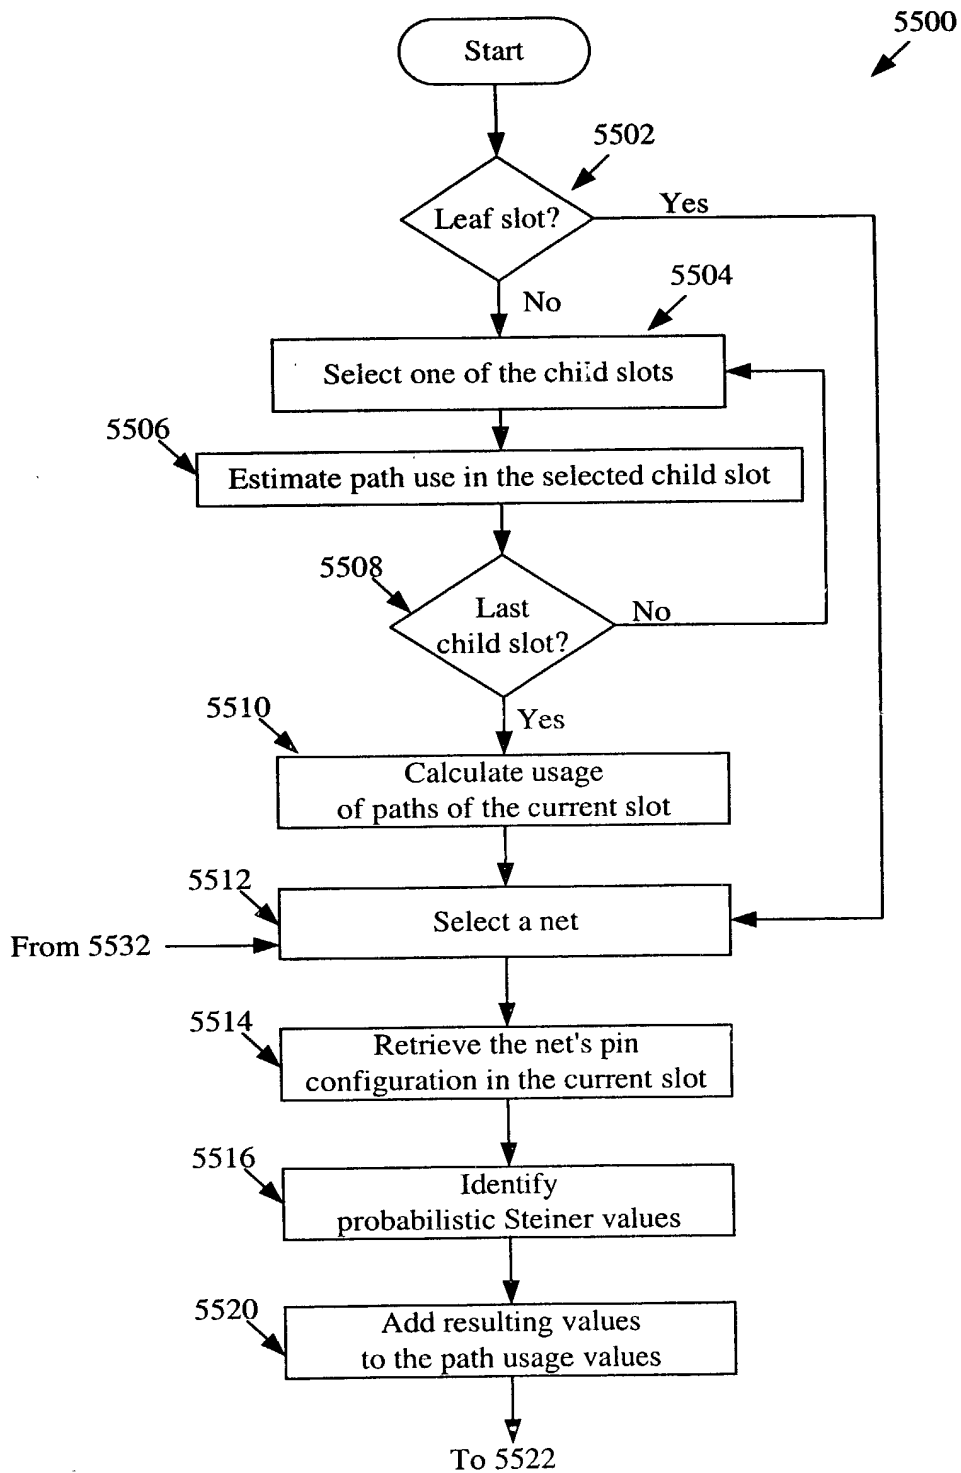 5500
Start
5502
Leaf slot?
Yes
No
5504
Select one of the child slots
5506
Estimate path use in the selected child slot
5508
Last
child slot?
No
Yes
5510
Calculate usage
of paths of the current slot
5512
Select a net
From 5532
5514
Retrieve the net's pin
configuration in the current slot
5516
Identify
probabilistic Steiner values
5520
Add resulting values
to the path usage values
To 5522